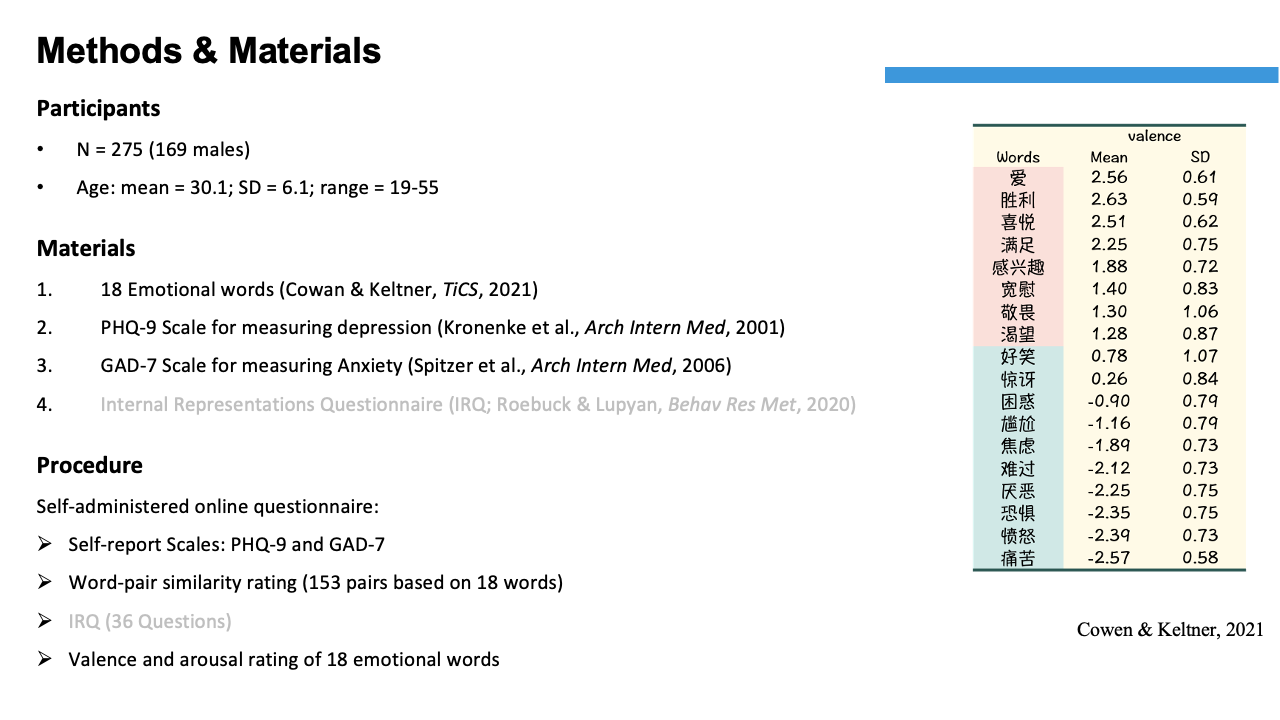 Methods & Materials
Participants
• N = 275 (169 males)
• Age: mean = 30.1; SD = 6.1; range = 19-55
Materials
1. 18 Emotional words (Cowan & Keltner, TiCS, 2021)
2. PHQ-9 Scale for measuring depression (Kronenke et al., Arch Intern Med, 2001)
3. GAD-7 Scale for measuring Anxiety (Spitzer et al., Arch Intern Med, 2006)
4. Internal Representations Questionnaire (IRQ; Roebuck & Lupyan, Behav Res Met, 2020)
Procedure
Self-administered online questionnaire:
➢ Self-report Scales: PHQ-9 and GAD-7
➢ Word-pair similarity rating (153 pairs based on 18 words)
➢ IRQ (36 Questions)
➢ Valence and arousal rating of 18 emotional words
valence
Words Mean SD
爱 2.56 0.61
胜利 2.63 0.59
喜悦 2.51 0.62
满足 2.25 0.75
感兴趣 1.88 0.72
宽慰 1.40 0.83
敬畏 1.30 1.06
渴望 1.28 0.87
好笑 0.78 1.07
惊讶 0.26 0.84
困惑 -0.90 0.79
尴尬 -1.16 0.79
焦虑 -1.89 0.73
难过 -2.12 0.73
厌恶 -2.25 0.75
恐惧 -2.35 0.75
愤怒 -2.39 0.73
痛苦 -2.57 0.58
Cowen & Keltner, 2021